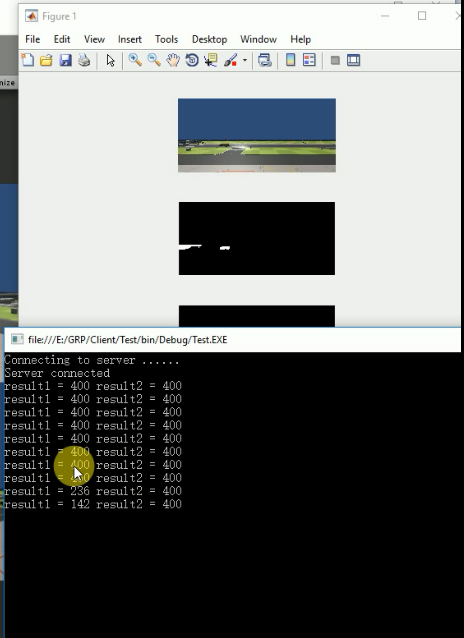 Figure 1
File Edit View Insert Tools Desktop Window Help
nize
file:///E:/GRP/Client/Test/bin/Debug/Test.EXE
Connecting to server ......
Server connected
result1 = 400 result2 = 400
result1 = 400 result2 = 400
result1 = 400 result2 = 400
result1 = 400 result2 = 400
result1 = 400 result2 = 400
result1 = 400 result2 = 400
result1 = 400 result2 = 400
result1 = 400 result2 = 400
result1 = 236 result2 = 400
result1 = 142 result2 = 400